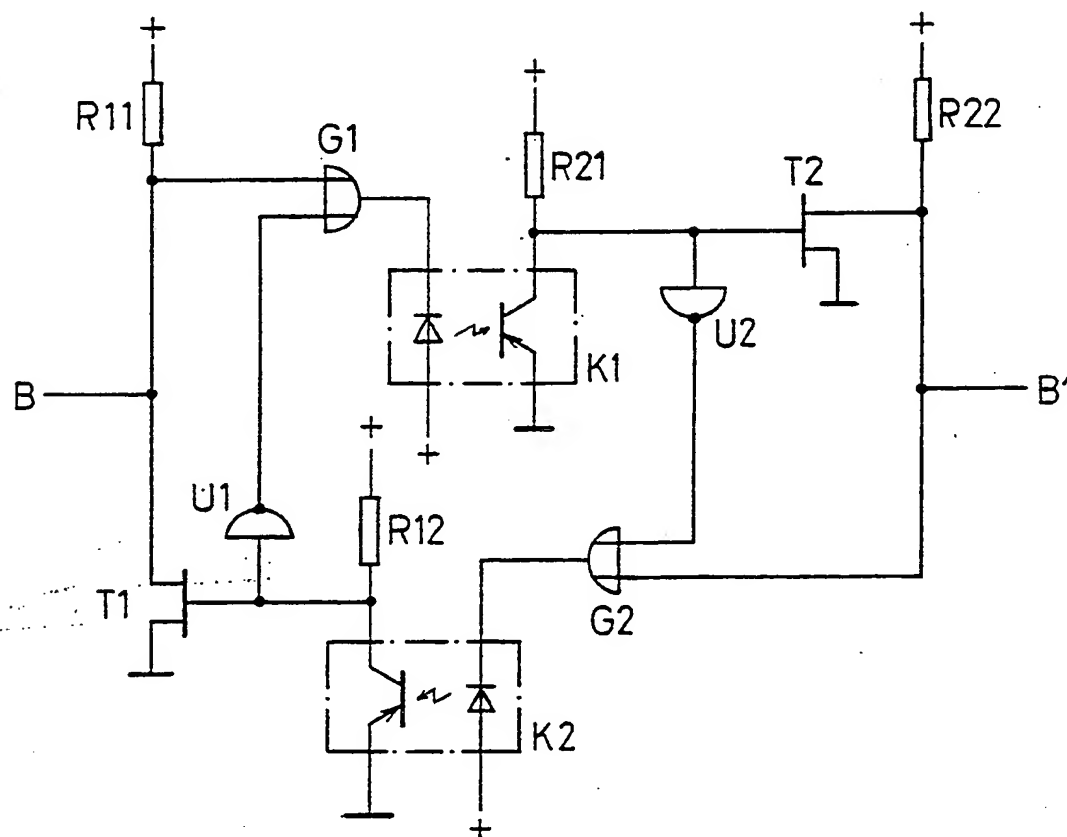 +
+
+
R11
G1
R21
R22
T2
U2
K1
B
B'
+
+
U1
R12
T1
G2
K2
+